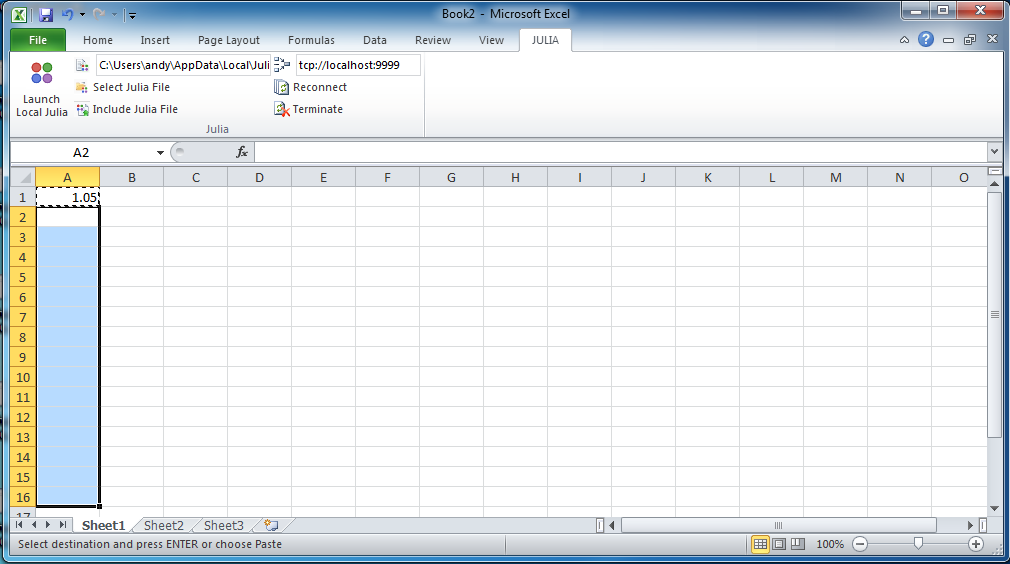 Book2 - Microsoft Excel
File Home Insert Page Layout Formulas Data Review View JULIA
C:\Users\andy\AppData\Local\Juli tcp://localhost:9999
Launch Local Julia
Select Julia File Reconnect
Include Julia File Terminate
Julia
A2 fx
A B C D E F G H I J K L M N O
1 1.05
2
3
4
5
6
7
8
9
10
11
12
13
14
15
16
17
Sheet1 Sheet2 Sheet3
Select destination and press ENTER or choose Paste 100%